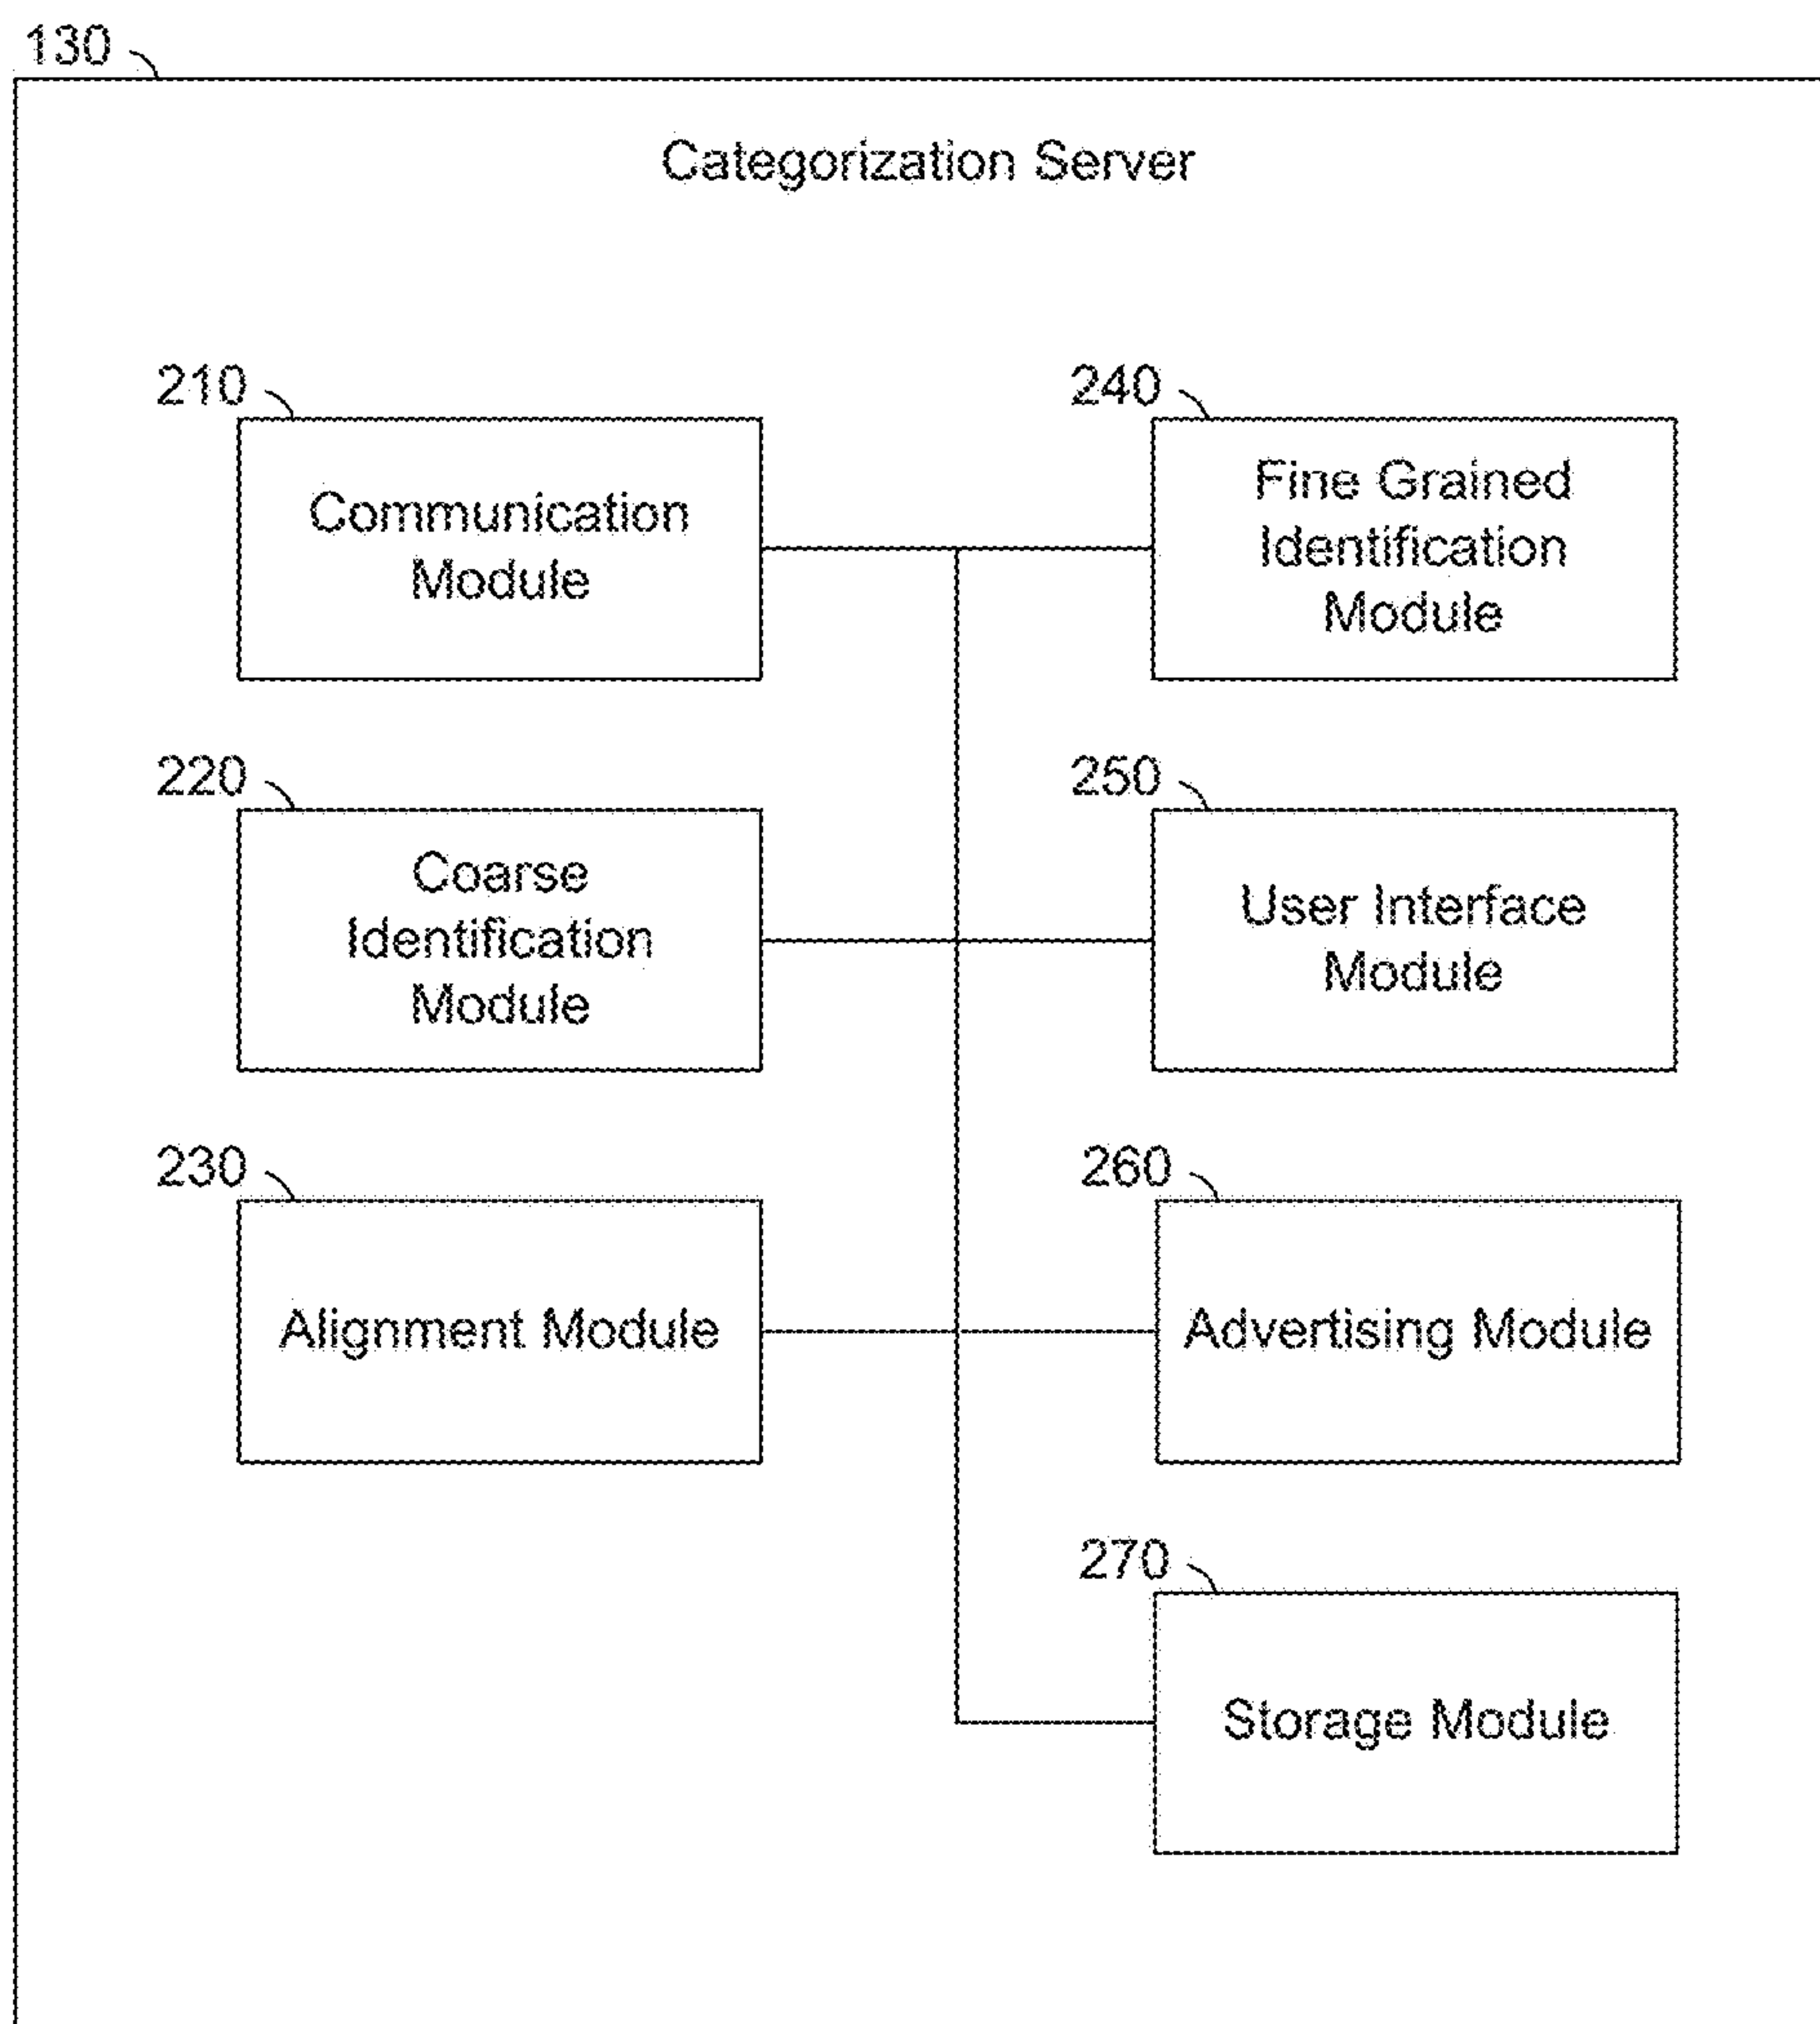 130
Categorization Server
210
Communication
Module
240
Fine Grained
Identification
Module
220
Coarse
Identification
Module
250
User Interface
Module
230
Alignment Module
260
Advertising Module
270
Storage Module